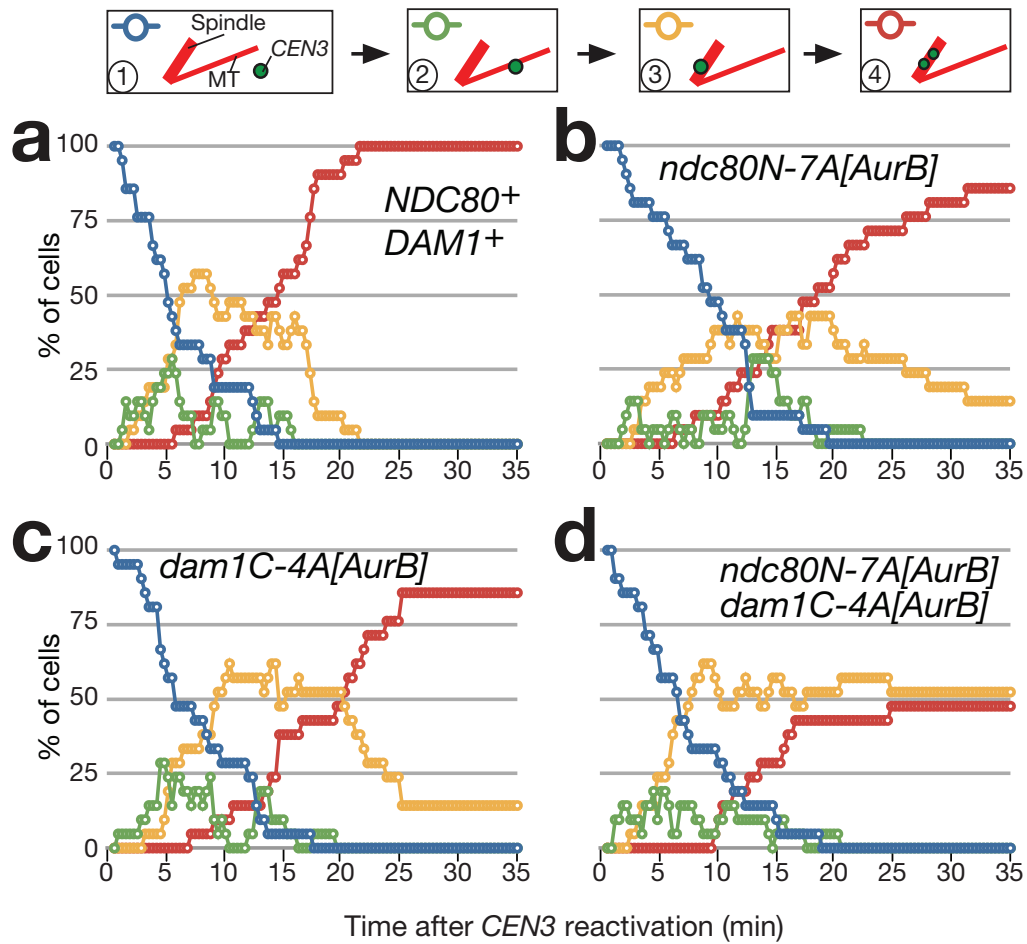 Spindle
CEN3
MT
1
2
3
4
a
NDC80+
DAM1+
% of cells
100
75
50
25
0
0 5 10 15 20 25 30 35
b
ndc80N-7A[AurB]
0 5 10 15 20 25 30 35
c
dam1C-4A[AurB]
% of cells
100
75
50
25
0
0 5 10 15 20 25 30 35
d
ndc80N-7A[AurB]
dam1C-4A[AurB]
0 5 10 15 20 25 30 35
Time after CEN3 reactivation (min)